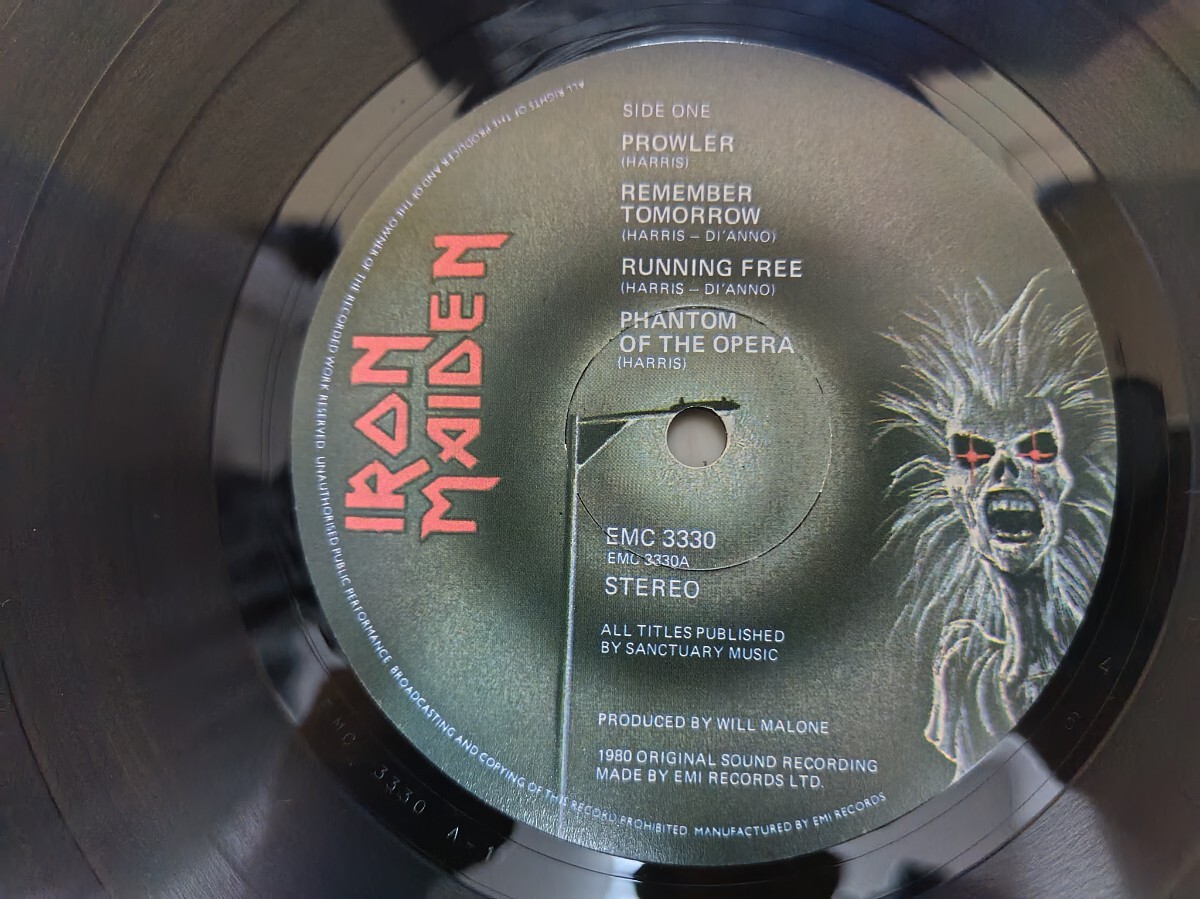 IRON
MAIDEN
SIDE ONE
PROWLER
(HARRIS)
REMEMBER
TOMORROW
(HARRIS – DI'ANNO)
RUNNING FREE
(HARRIS – DI'ANNO)
PHANTOM
OF THE OPERA
(HARRIS)
EMC 3330
EMC 3330A
STEREO
ALL TITLES PUBLISHED
BY SANCTUARY MUSIC
PRODUCED BY WILL MALONE
1980 ORIGINAL SOUND RECORDING
MADE BY EMI RECORDS LTD.
ALL RIGHTS OF THE PRODUCER AND OF THE OWNER OF THE RECORDED WORK RESERVED. UNAUTHORISED PUBLIC PERFORMANCE BROADCASTING AND COPYING OF THIS RECORD PROHIBITED. MANUFACTURED BY EMI RECORDS
EMC 3330 A-1
4